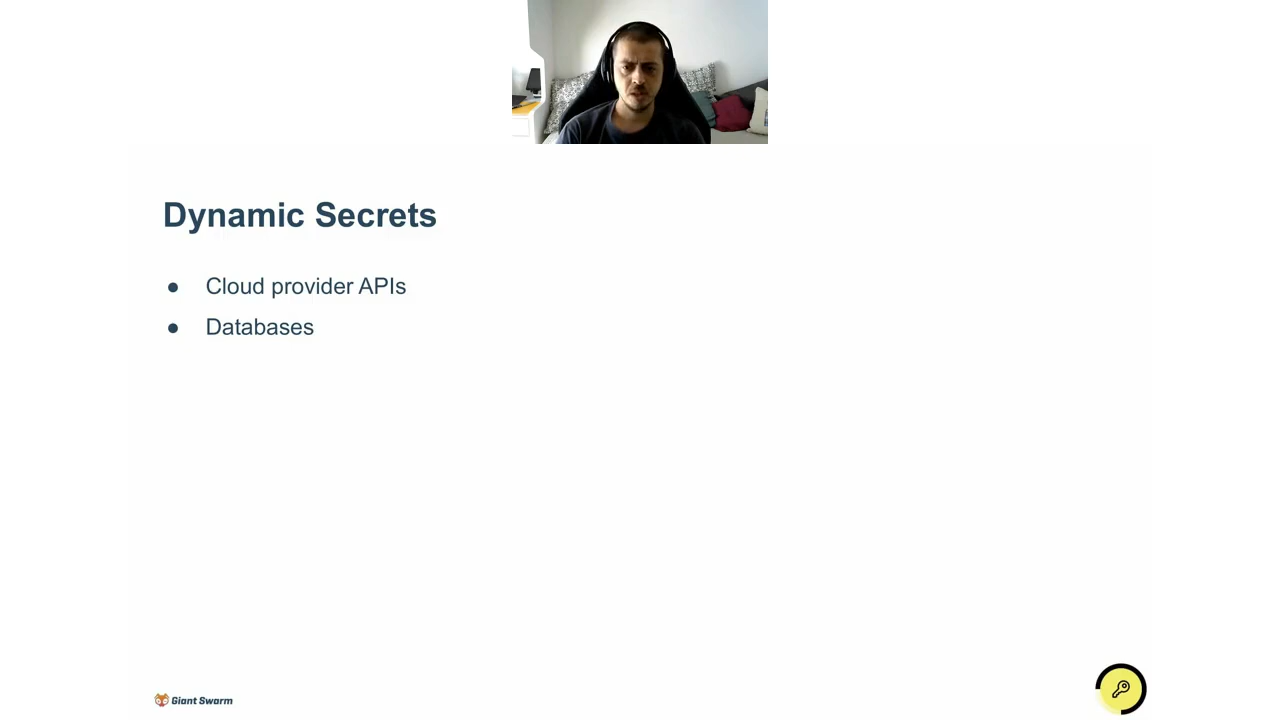 Dynamic Secrets
● Cloud provider APIs
● Databases
Giant Swarm